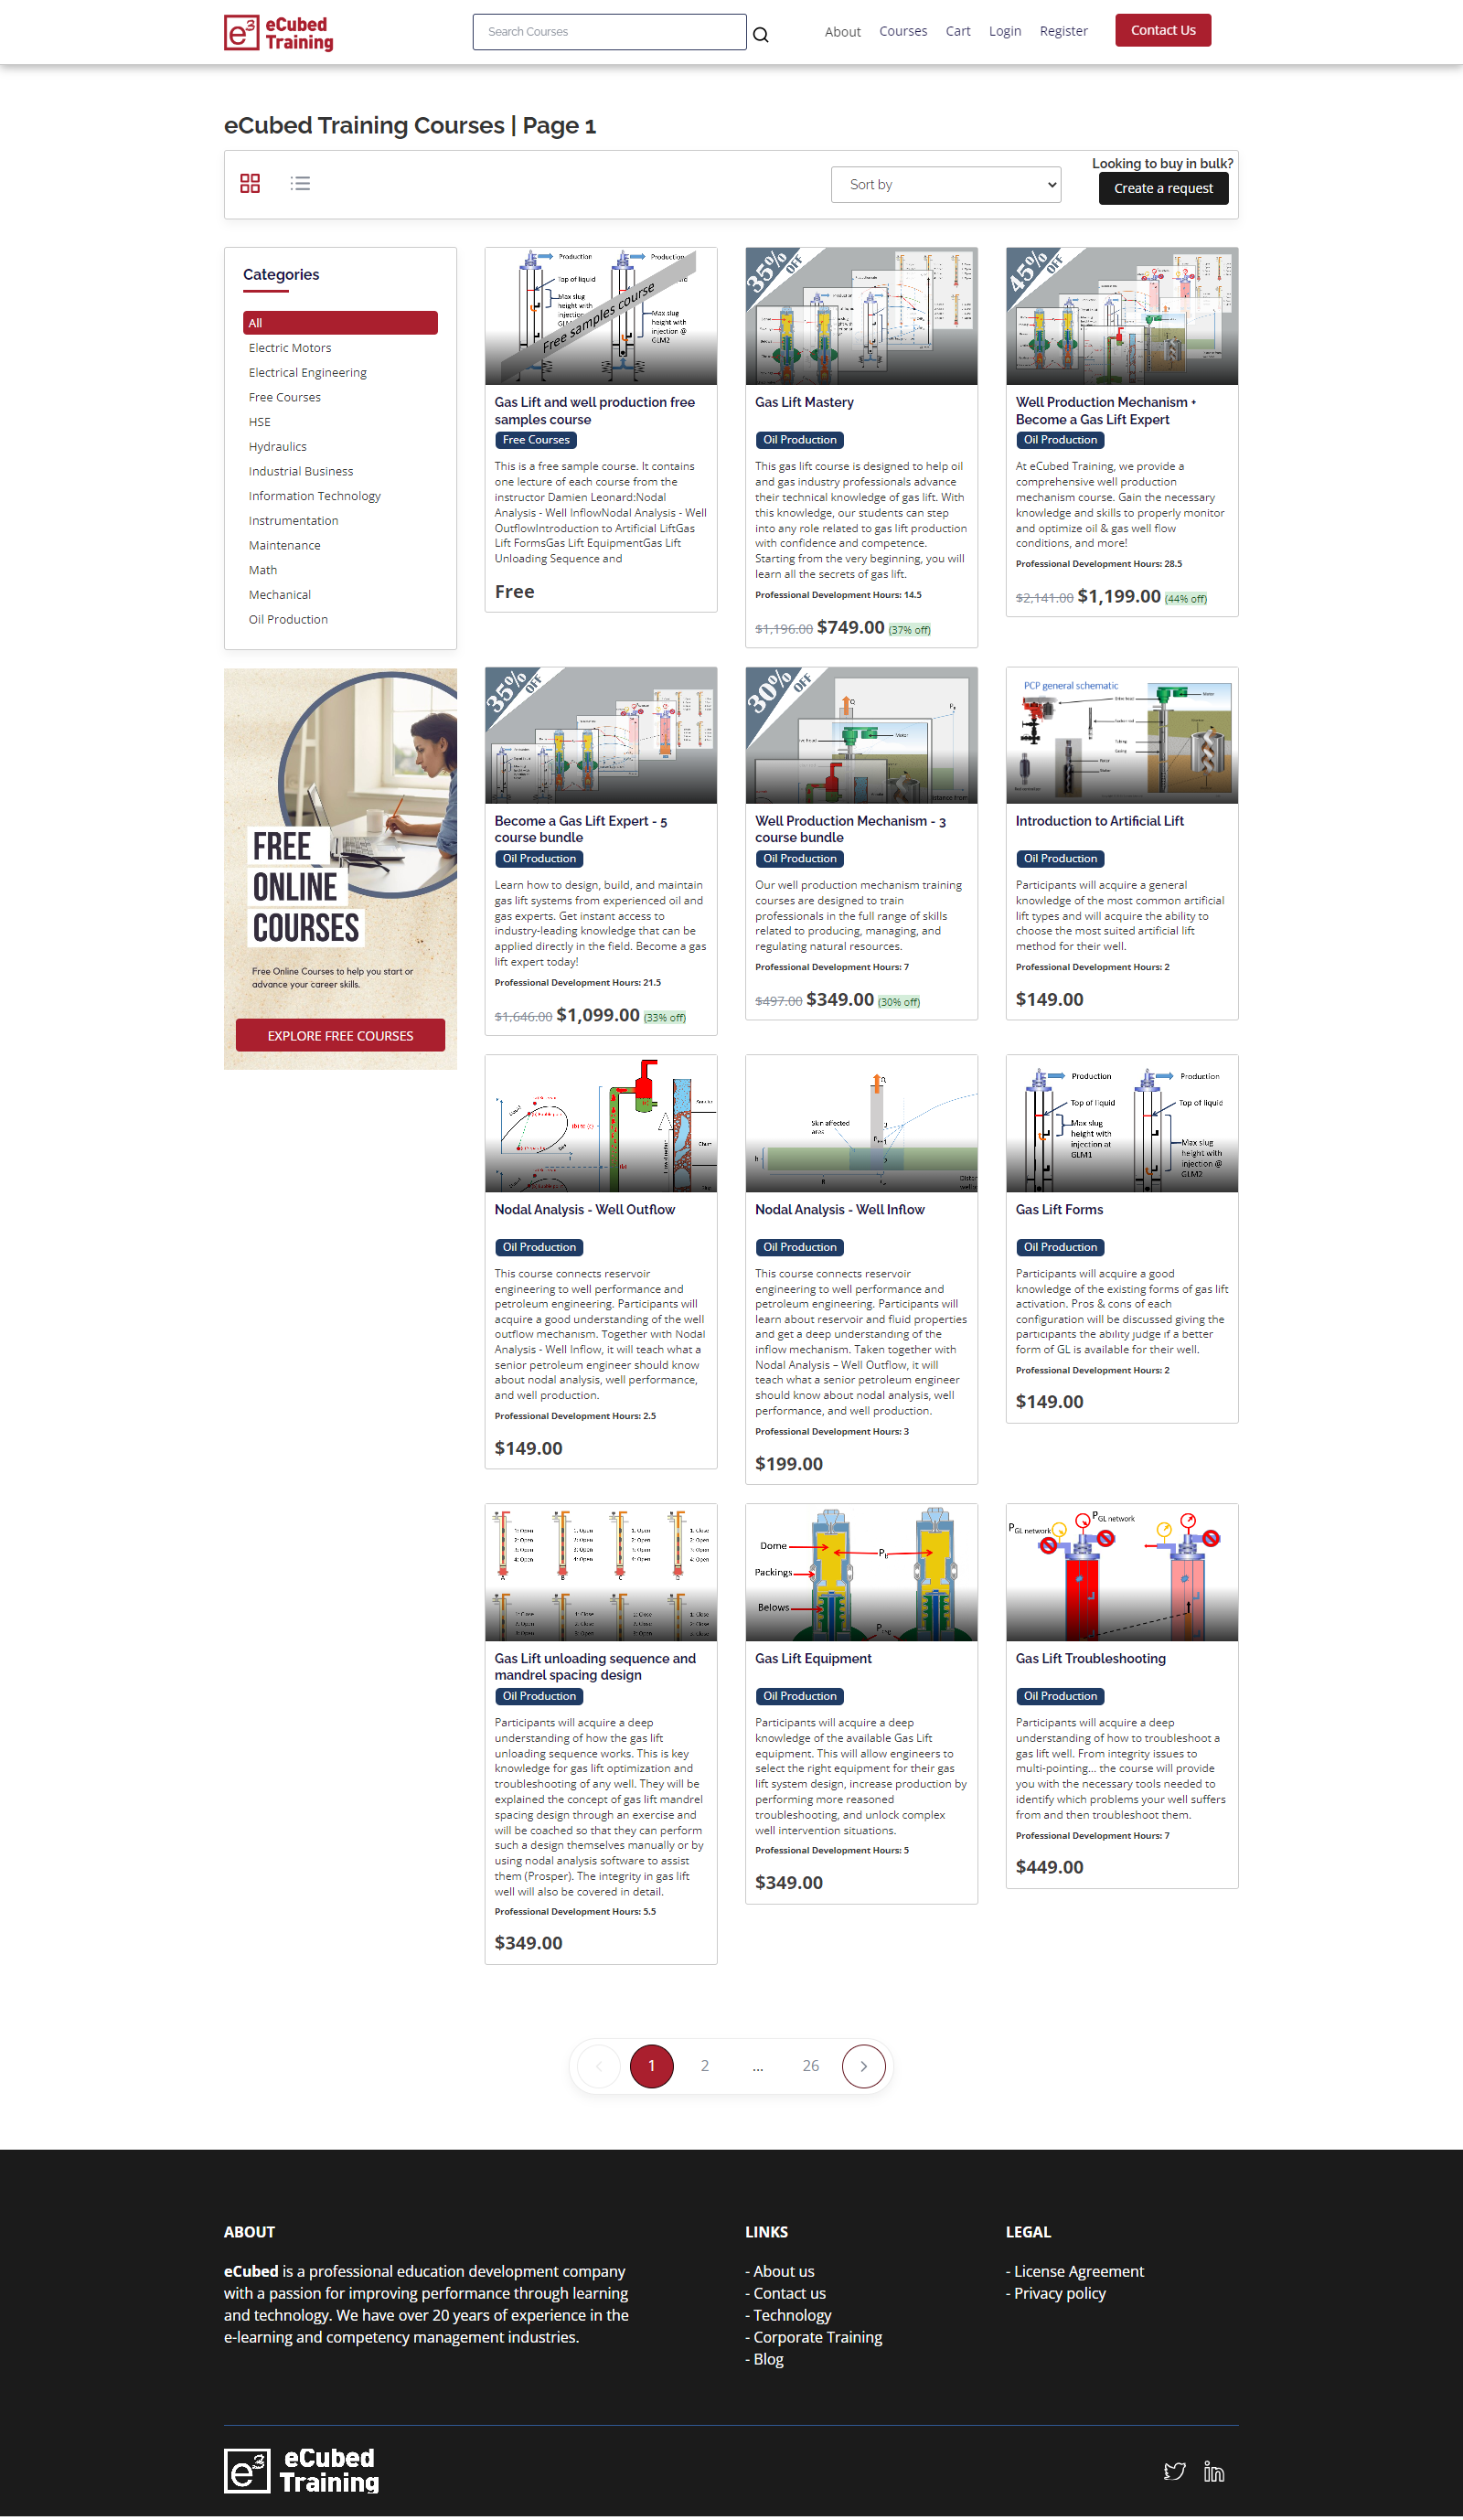 eCubed
Training
Search Courses
About
Courses
Cart
Login
Register
Contact Us
eCubed Training Courses | Page 1
Sort by
Looking to buy in bulk?
Create a request
Categories
All
Electric Motors
Electrical Engineering
Free Courses
HSE
Hydraulics
Industrial Business
Information Technology
Instrumentation
Maintenance
Math
Mechanical
Oil Production
FREE
ONLINE
COURSES
Free Online Courses to help you start or
advance your career skills.
EXPLORE FREE COURSES
Production
Top of liquid
Max slug
height with
Free samples course
Max slug
height with
injection @
GLM2
Gas Lift and well production free
samples course
Free Courses
This is a free sample course. It contains
one lecture of each course from the
instructor Damien Leonard:Nodal
Analysis - Well InflowNodal Analysis - Well
OutflowIntroduction to Artificial LiftGas
Lift FormsGas Lift EquipmentGas Lift
Unloading Sequence and
Free
35%
OFF
Gas Lift Mastery
Oil Production
This gas lift course is designed to help oil
and gas industry professionals advance
their technical knowledge of gas lift. With
this knowledge, our students can step
into any role related to gas lift production
with confidence and competence.
Starting from the very beginning, you will
learn all the secrets of gas lift.
Professional Development Hours: 14.5
$1,196.00 $749.00 (37% off)
45%
OFF
Well Production Mechanism +
Become a Gas Lift Expert
Oil Production
At eCubed Training, we provide a
comprehensive well production
mechanism course. Gain the necessary
knowledge and skills to properly monitor
and optimize oil & gas well flow
conditions, and more!
Professional Development Hours: 28.5
$2,141.00 $1,199.00 (44% off)
35%
OFF
Become a Gas Lift Expert - 5
course bundle
Oil Production
Learn how to design, build, and maintain
gas lift systems from experienced oil and
gas experts. Get instant access to
industry-leading knowledge that can be
applied directly in the field. Become a gas
lift expert today!
Professional Development Hours: 21.5
$1,646.00 $1,099.00 (33% off)
30%
OFF
Well Production Mechanism - 3
course bundle
Oil Production
Our well production mechanism training
courses are designed to train
professionals in the full range of skills
related to producing, managing, and
regulating natural resources.
Professional Development Hours: 7
$497.00 $349.00 (30% off)
PCP general schematic
Introduction to Artificial Lift
Oil Production
Participants will acquire a general
knowledge of the most common artificial
lift types and will acquire the ability to
choose the most suited artificial lift
method for their well.
Professional Development Hours: 2
$149.00
Nodal Analysis - Well Outflow
Oil Production
This course connects reservoir
engineering to well performance and
petroleum engineering. Participants will
acquire a good understanding of the well
outflow mechanism. Together with Nodal
Analysis - Well Inflow, it will teach what a
senior petroleum engineer should know
about nodal analysis, well performance,
and well production.
Professional Development Hours: 2.5
$149.00
Skin affected
area
Nodal Analysis - Well Inflow
Oil Production
This course connects reservoir
engineering to well performance and
petroleum engineering. Participants will
learn about reservoir and fluid properties
and get a deep understanding of the
inflow mechanism. Taken together with
Nodal Analysis – Well Outflow, it will
teach what a senior petroleum engineer
should know about nodal analysis, well
performance, and well production.
Professional Development Hours: 3
$199.00
Production
Top of liquid
Max slug
height with
injection at
GLM1
Production
Top of liquid
Max slug
height with
injection @
GLM2
Gas Lift Forms
Oil Production
Participants will acquire a good
knowledge of the existing forms of gas lift
activation. Pros & cons of each
configuration will be discussed giving the
participants the ability judge if a better
form of GL is available for their well.
Professional Development Hours: 2
$149.00
Gas Lift unloading sequence and
mandrel spacing design
Oil Production
Participants will acquire a deep
understanding of how the gas lift
unloading sequence works. This is key
knowledge for gas lift optimization and
troubleshooting of any well. They will be
explained the concept of gas lift mandrel
spacing design through an exercise and
will be coached so that they can perform
such a design themselves manually or by
using nodal analysis software to assist
them (Prosper). The integrity in gas lift
well will also be covered in detail.
Professional Development Hours: 5.5
$349.00
Dome
Packings
Belows
Gas Lift Equipment
Oil Production
Participants will acquire a deep
knowledge of the available Gas Lift
equipment. This will allow engineers to
select the right equipment for their gas
lift system design, increase production by
performing more reasoned
troubleshooting, and unlock complex
well intervention situations.
Professional Development Hours: 5
$349.00
PGL network
PGL network
Gas Lift Troubleshooting
Oil Production
Participants will acquire a deep
understanding of how to troubleshoot a
gas lift well. From integrity issues to
multi-pointing... the course will provide
you with the necessary tools needed to
identify which problems your well suffers
from and then troubleshoot them.
Professional Development Hours: 7
$449.00
1
2
...
26
ABOUT
eCubed is a professional education development company
with a passion for improving performance through learning
and technology. We have over 20 years of experience in the
e-learning and competency management industries.
LINKS
- About us
- Contact us
- Technology
- Corporate Training
- Blog
LEGAL
- License Agreement
- Privacy policy
eCubed
Training